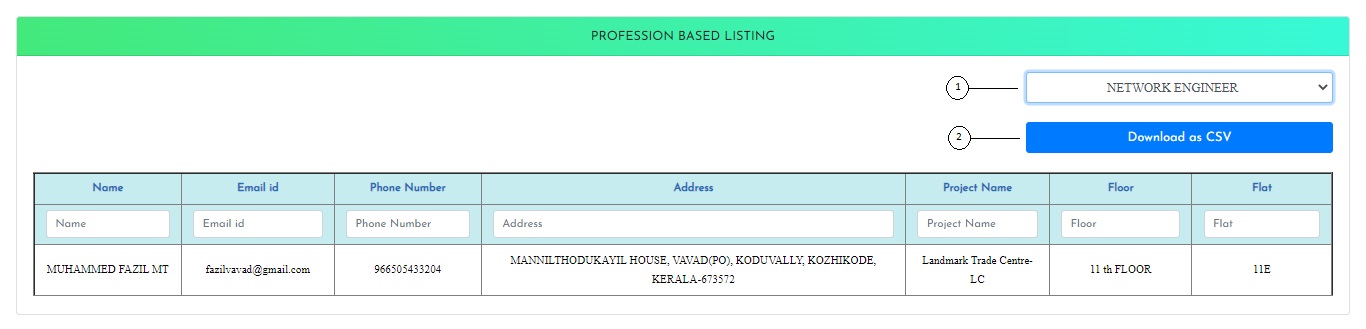 PROFESSION BASED LISTING
1 NETWORK ENGINEER
2 Download as CSV
Name Email id Phone Number Address Project Name Floor Flat
Name Email id Phone Number Address Project Name Floor Flat
MUHAMMED FAZIL MT fazilvavad@gmail.com 966505433204 MANNILTHODUKAYIL HOUSE, VAVAD(PO), KODUVALLY, KOZHIKODE, KERALA-673572 Landmark Trade Centre-LC 11 th FLOOR 11E